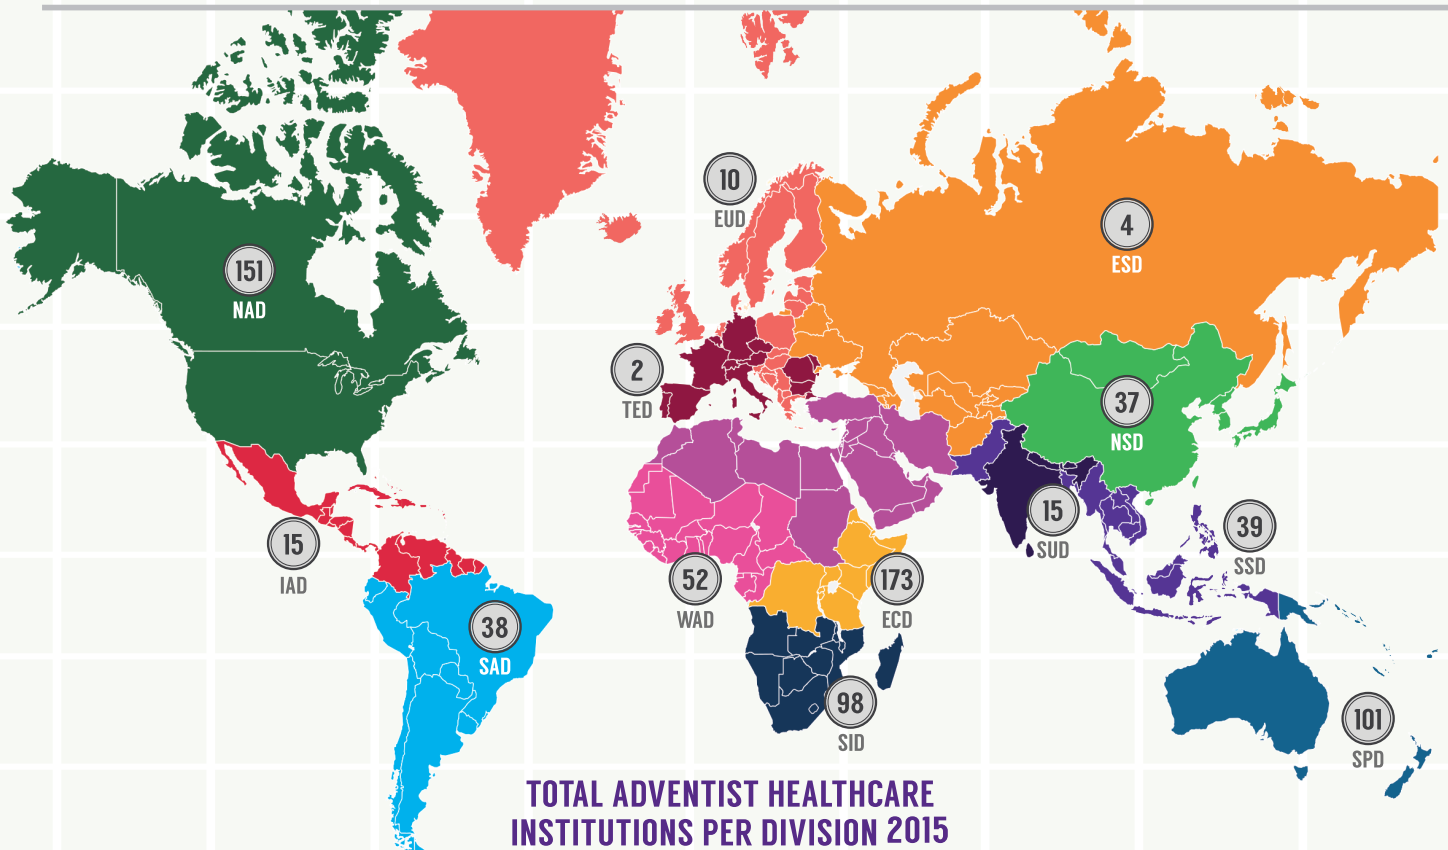 10
EUD
4
ESD
151
NAD
2
TED
37
NSD
15
IAD
15
SUD
39
SSD
52
WAD
173
ECD
38
SAD
98
SID
101
SPD
TOTAL ADVENTIST HEALTHCARE
INSTITUTIONS PER DIVISION 2015